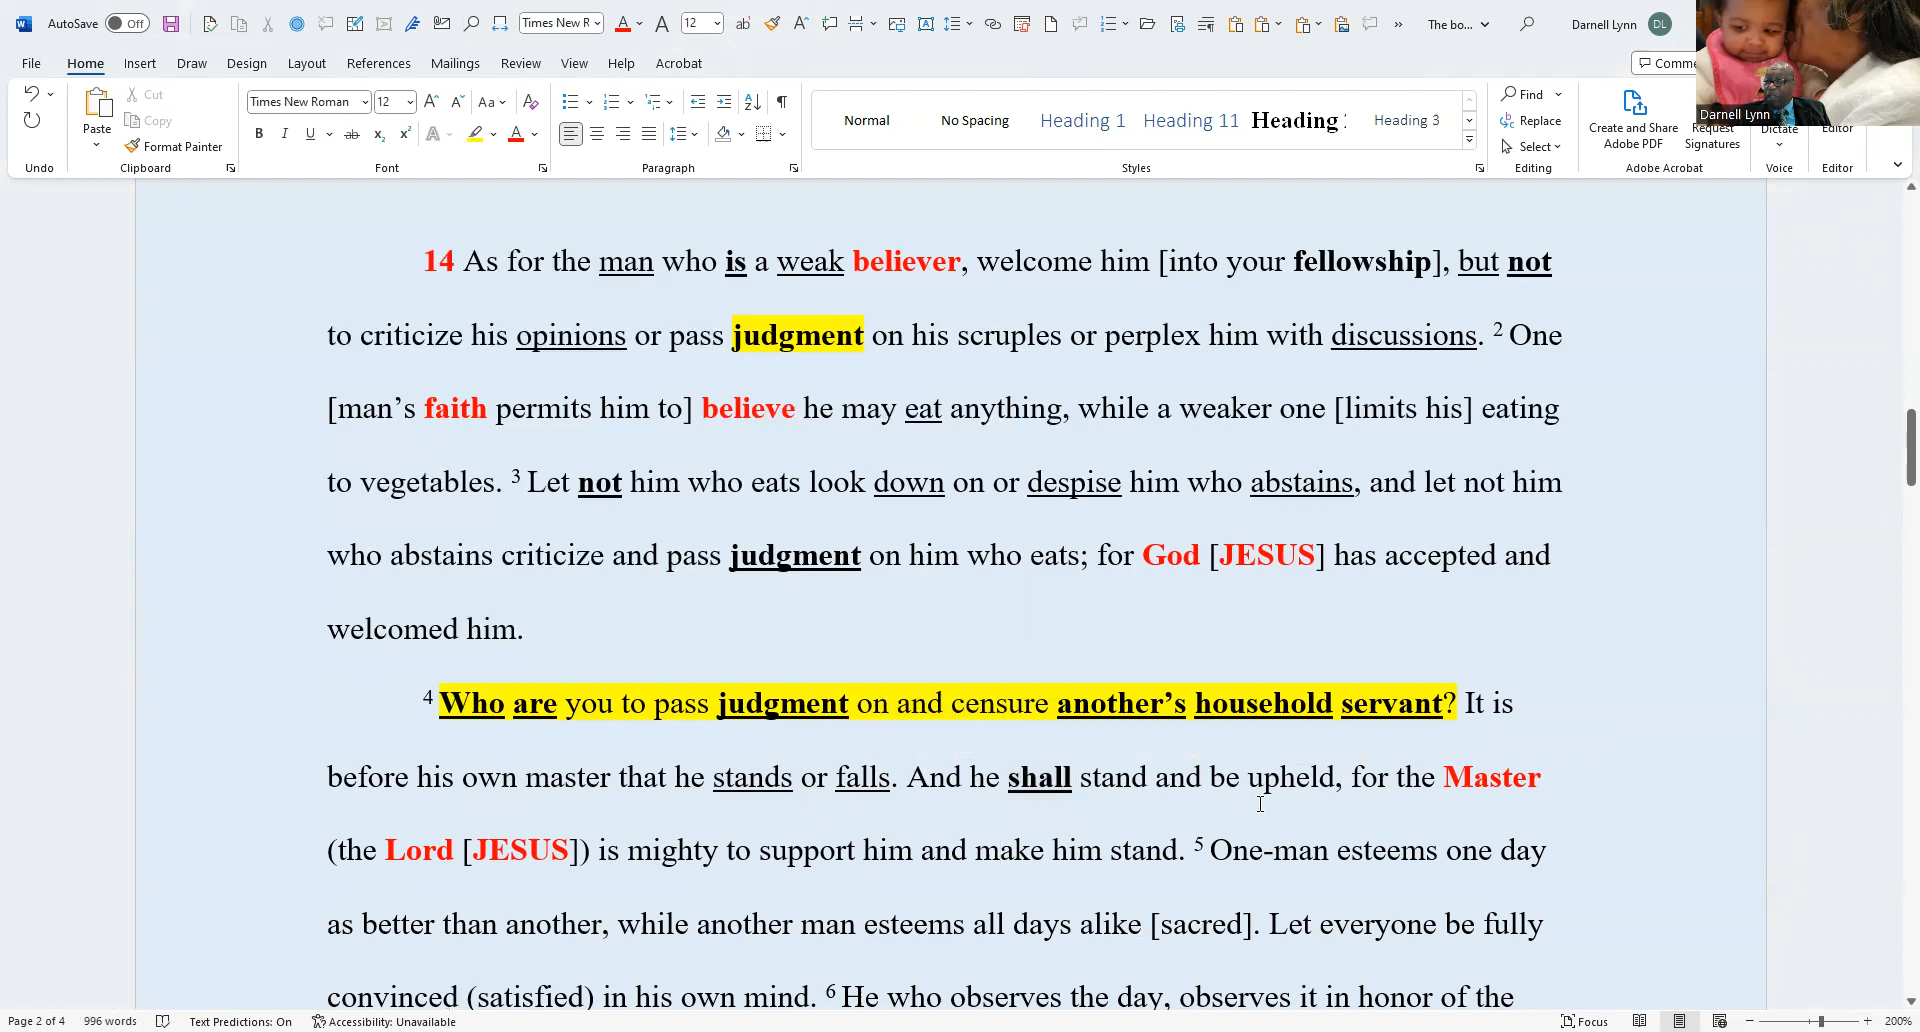 AutoSave Off Times New R 12 The bo... Darnell Lynn DL
File Home Insert Draw Design Layout References Mailings Review View Help Acrobat Comme
Paste Cut Copy Format Painter
Times New Roman 12 Aa
Normal No Spacing Heading 1 Heading 11 Heading Heading 3
Find Replace Select
Create and Share Adobe PDF Request Signatures Dictate Editor
Darnell Lynn
Undo Clipboard Font Paragraph Styles Editing Adobe Acrobat Voice Editor
14 As for the man who is a weak believer, welcome him [into your fellowship], but not
to criticize his opinions or pass judgment on his scruples or perplex him with discussions. 2 One
[man’s faith permits him to] believe he may eat anything, while a weaker one [limits his] eating
to vegetables. 3 Let not him who eats look down on or despise him who abstains, and let not him
who abstains criticize and pass judgment on him who eats; for God [JESUS] has accepted and
welcomed him.
4 Who are you to pass judgment on and censure another’s household servant? It is
before his own master that he stands or falls. And he shall stand and be upheld, for the Master
(the Lord [JESUS]) is mighty to support him and make him stand. 5 One-man esteems one day
as better than another, while another man esteems all days alike [sacred]. Let everyone be fully
convinced (satisfied) in his own mind. 6 He who observes the day, observes it in honor of the
Page 2 of 4 996 words Text Predictions: On Accessibility: Unavailable Focus 200%